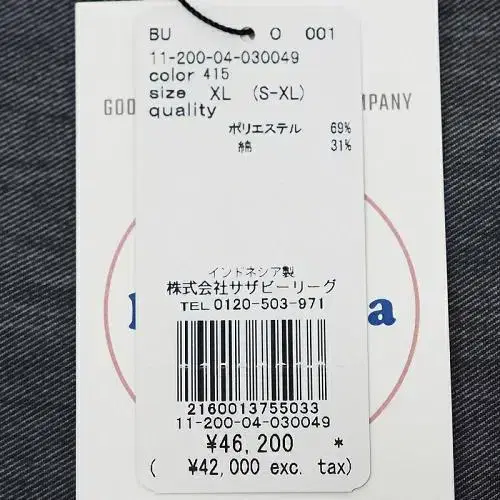 BU O 001
11-200-04-030049
color 415
size XL (S-XL)
quality
ポリエステル 69%
綿 31%
インドネシア製
株式会社サザビーリーグ
TEL 0120-503-971
2160013755033
11-200-04-030049
¥46,200 *
( ¥42,000 exc. tax)